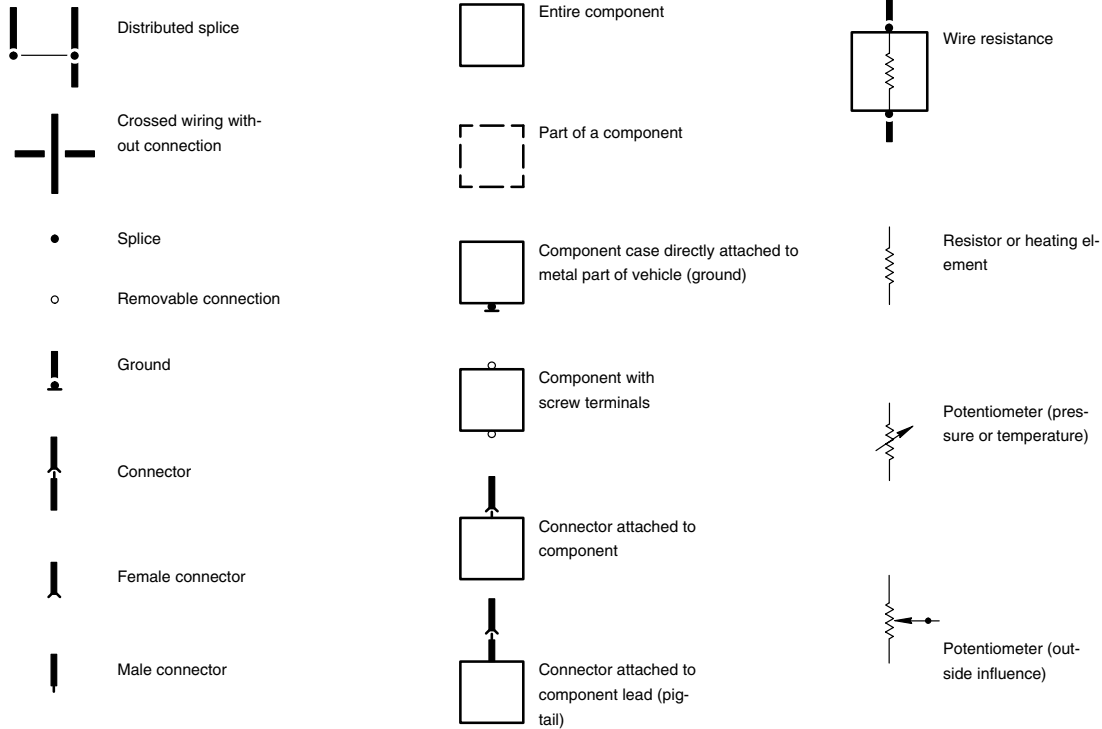 Distributed splice
Crossed wiring with-
out connection
Splice
Removable connection
Ground
Connector
Female connector
Male connector
Entire component
Part of a component
Component case directly attached to
metal part of vehicle (ground)
Component with
screw terminals
Connector attached to
component
Connector attached to
component lead (pig-
tail)
Wire resistance
Resistor or heating el-
ement
Potentiometer (pres-
sure or temperature)
Potentiometer (out-
side influence)